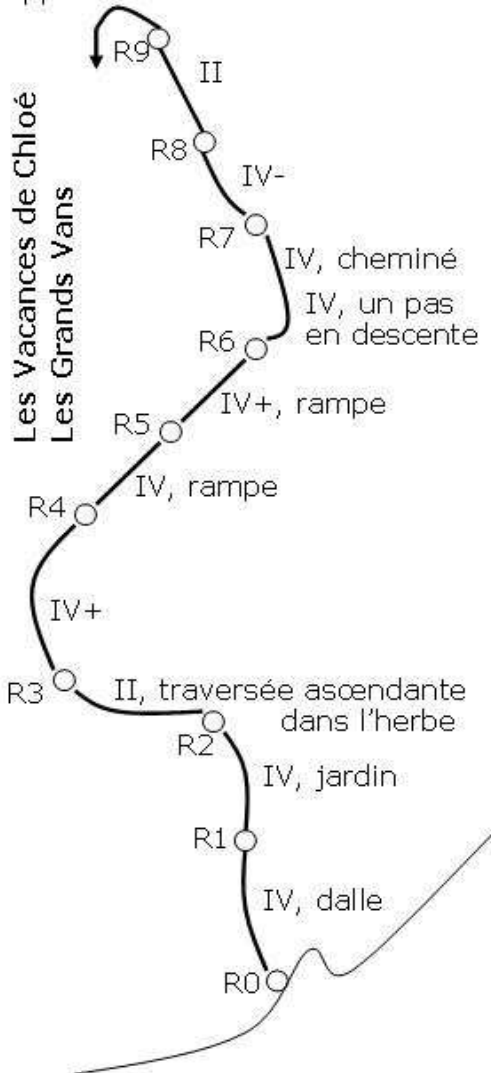 Les Vacances de Chloé
Les Grands Vans
R9
II
R8
IV-
R7
IV, cheminé
IV, un pas
en descente
R6
IV+, rampe
R5
IV, rampe
R4
IV+
R3
II, traversée ascendante
dans l'herbe
R2
IV, jardin
R1
IV, dalle
R0